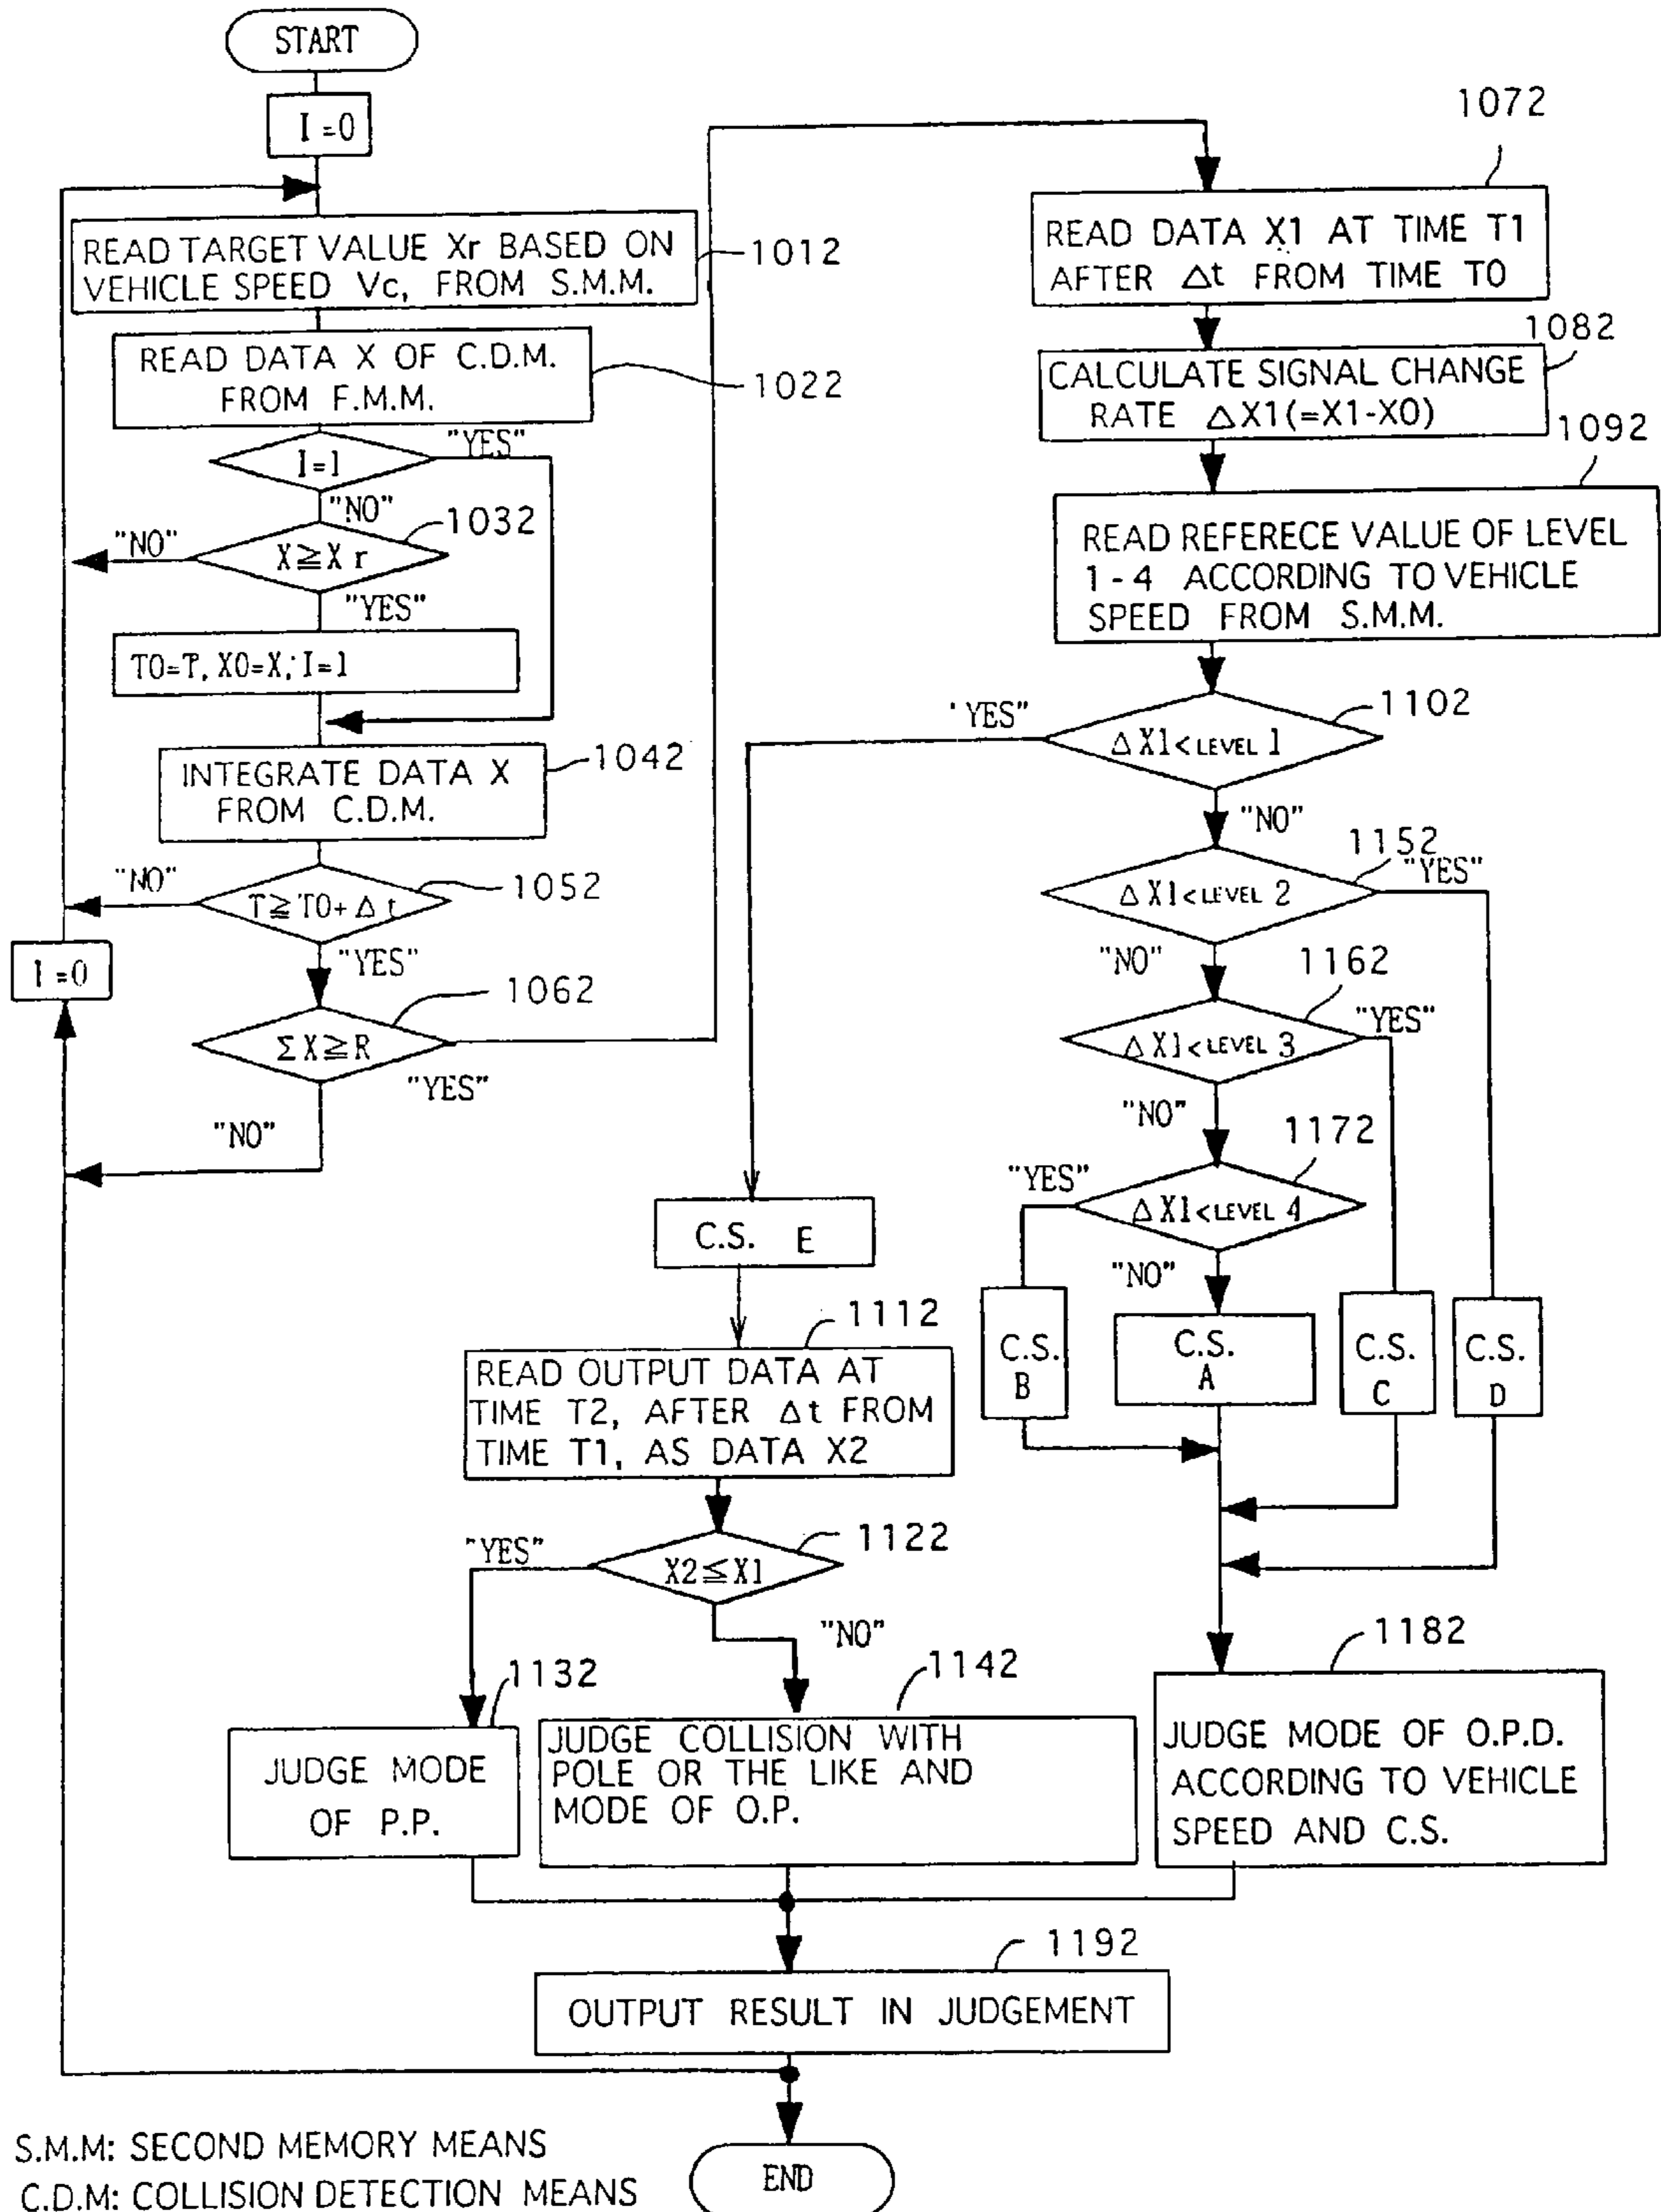 START
I=0
READ TARGET VALUE Xr BASED ON
VEHICLE SPEED Vc, FROM S.M.M.
1012
READ DATA X OF C.D.M.
FROM F.M.M.
1022
I=1
"YES"
"NO"
X≧Xr
1032
"NO"
"YES"
T0=T, X0=X, I=1
INTEGRATE DATA X
FROM C.D.M.
1042
T≧T0+Δt
1052
"NO"
"YES"
I=0
ΣX≧R
1062
"YES"
"NO"
1072
READ DATA X1 AT TIME T1
AFTER Δt FROM TIME T0
1082
CALCULATE SIGNAL CHANGE
RATE ΔX1(=X1-X0)
1092
READ REFERECE VALUE OF LEVEL
1-4 ACCORDING TO VEHICLE
SPEED FROM S.M.M.
1102
"YES"
ΔX1<LEVEL 1
"NO"
1152
"YES"
ΔX1<LEVEL 2
"NO"
1162
"YES"
ΔX1<LEVEL 3
"NO"
1172
"YES"
ΔX1<LEVEL 4
"NO"
C.S. E
C.S.
B
C.S.
A
C.S.
C
C.S.
D
1112
READ OUTPUT DATA AT
TIME T2, AFTER Δt FROM
TIME T1, AS DATA X2
1122
"YES"
X2≦X1
"NO"
1132
JUDGE MODE
OF P.P.
1142
JUDGE COLLISION WITH
POLE OR THE LIKE AND
MODE OF O.P.
1182
JUDGE MODE OF O.P.D.
ACCORDING TO VEHICLE
SPEED AND C.S.
1192
OUTPUT RESULT IN JUDGEMENT
END
S.M.M: SECOND MEMORY MEANS
C.D.M: COLLISION DETECTION MEANS